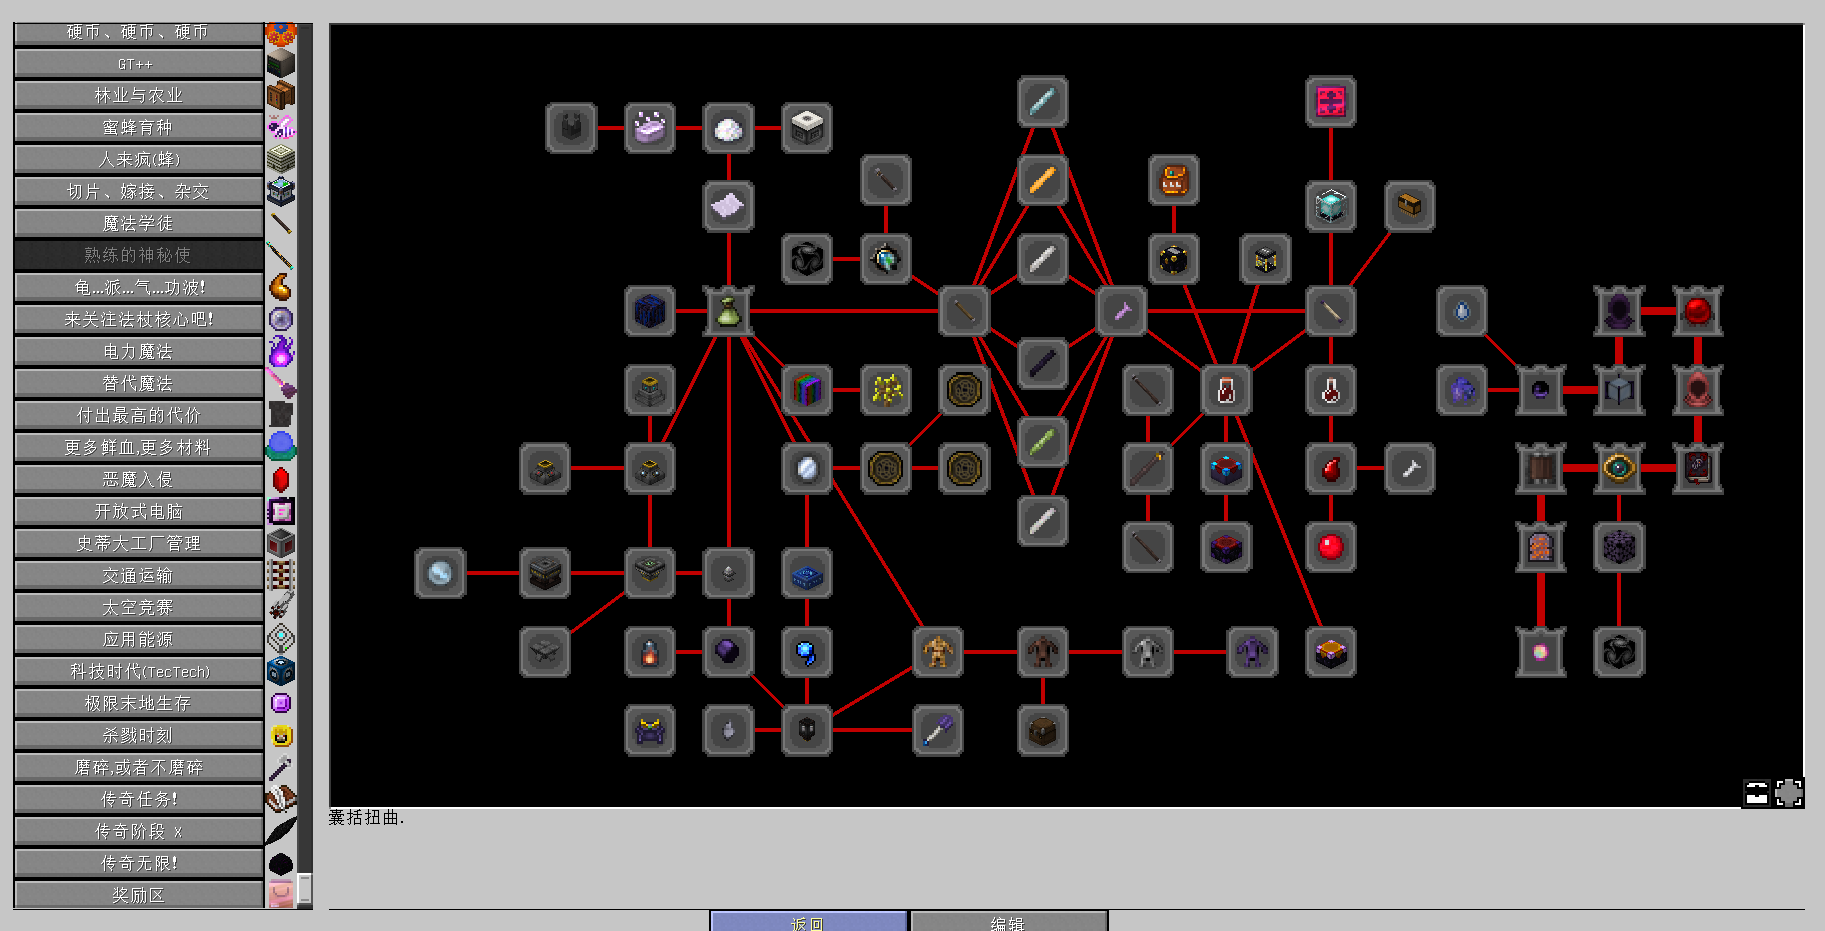 硬币、硬币、硬币
GT++
林业与农业
蜜蜂育种
人来疯(蜂)
切片、嫁接、杂交
魔法学徒
熟练的神秘使
龟...派...气...功波!
来关注法杖核心吧!
电力魔法
替代魔法
付出最高的代价
更多鲜血,更多材料
恶魔入侵
开放式电脑
史蒂夫工厂管理
交通运输
太空竞赛
应用能源
科技时代(TecTech)
极限末地生存
杀戮时刻
磨碎,或者不磨碎
传奇任务!
传奇阶段 X
传奇无限!
奖励区
囊括扭曲.
返回
编辑